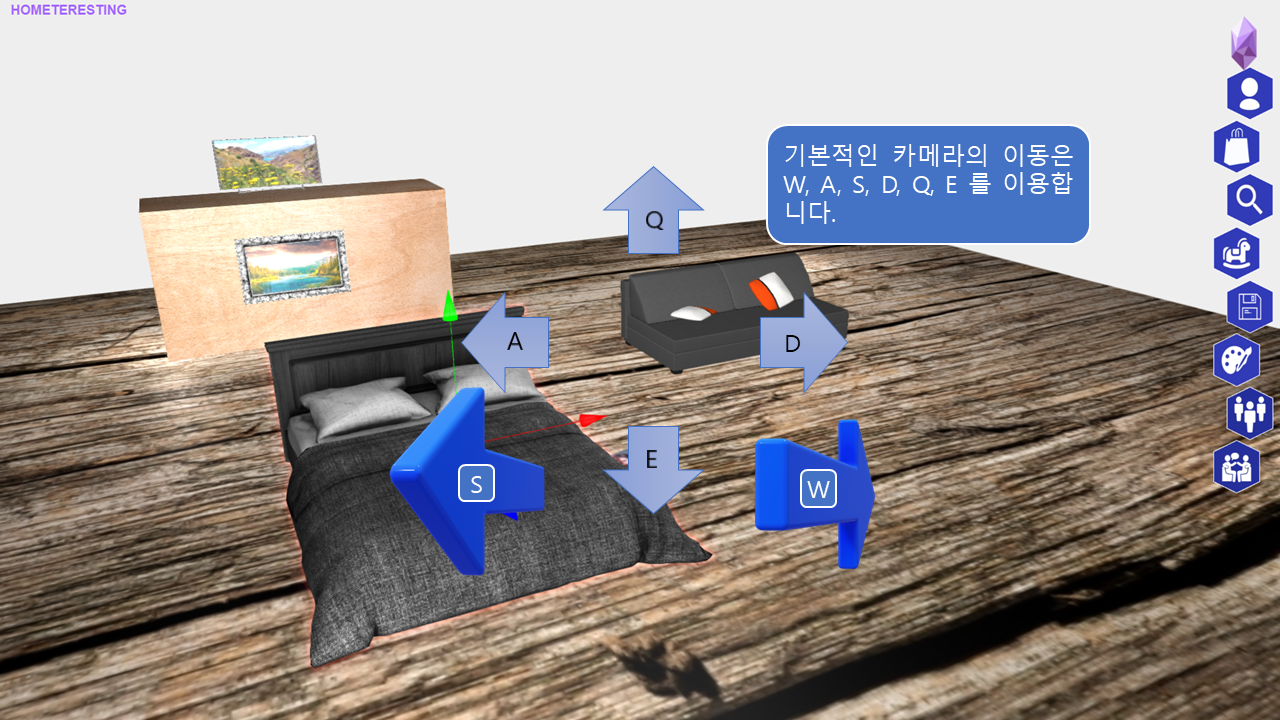 HOMETERESTING
기본적인 카메라의 이동은
W, A, S, D, Q, E 를 이용합
니다.
Q
A
D
E
S
W